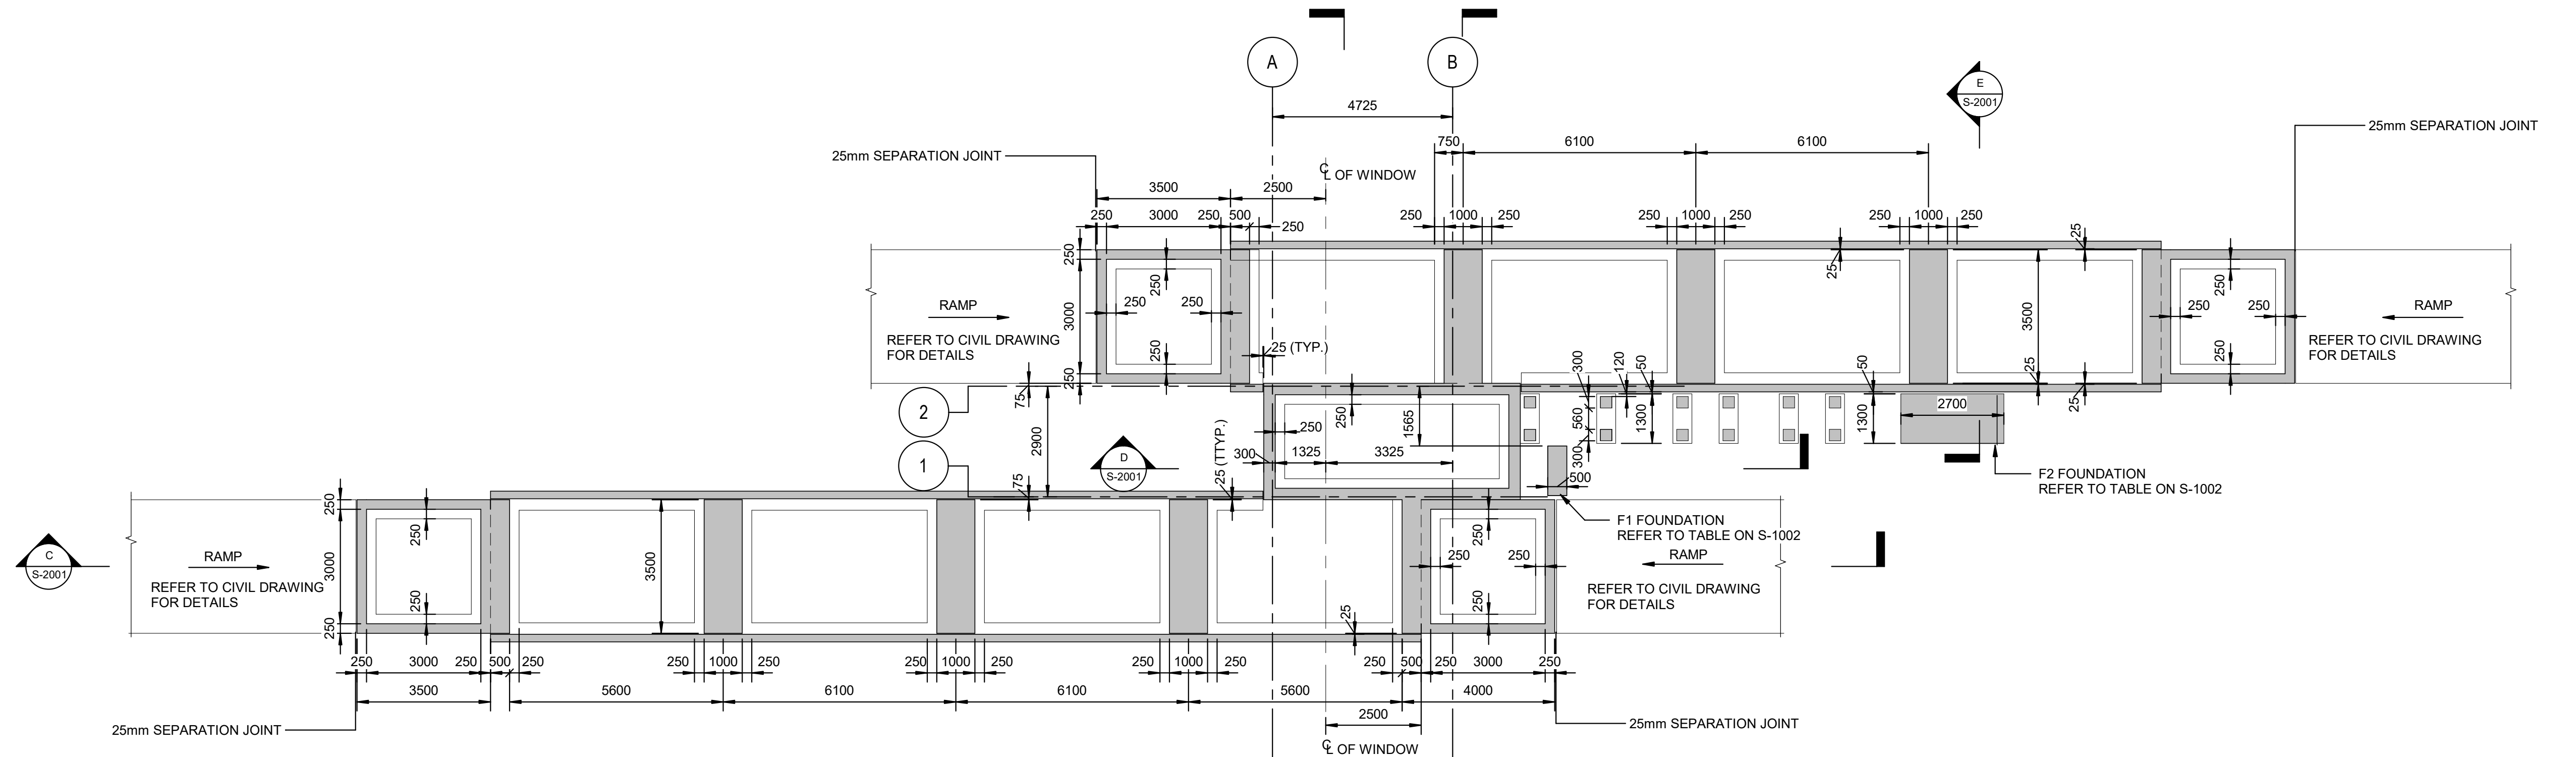 A
B
E
S-2001
4725
25mm SEPARATION JOINT
750
6100
6100
25mm SEPARATION JOINT
℄ OF WINDOW
3500
2500
250
3000
250
500
250
250
1000
250
250
1000
250
250
1000
250
25
250
3000
250
250
250
250
250
25
3500
25
25
250
250
250
250
RAMP
REFER TO CIVIL DRAWING
FOR DETAILS
RAMP
REFER TO CIVIL DRAWING
FOR DETAILS
25 (TYP.)
300
120
50
50
2
75
2900
250
250
1565
560
1300
1300
2700
1
D
S-2001
25 (TTYP.)
300
1325
3325
300
500
75
F2 FOUNDATION
REFER TO TABLE ON S-1002
F1 FOUNDATION
REFER TO TABLE ON S-1002
C
S-2001
RAMP
REFER TO CIVIL DRAWING
FOR DETAILS
250
3000
250
250
250
3500
25
250
250
250
250
RAMP
REFER TO CIVIL DRAWING
FOR DETAILS
250
3000
250
500
250
250
1000
250
250
1000
250
250
1000
250
250
500
250
3000
250
3500
5600
6100
6100
5600
4000
2500
25mm SEPARATION JOINT
25mm SEPARATION JOINT
℄ OF WINDOW